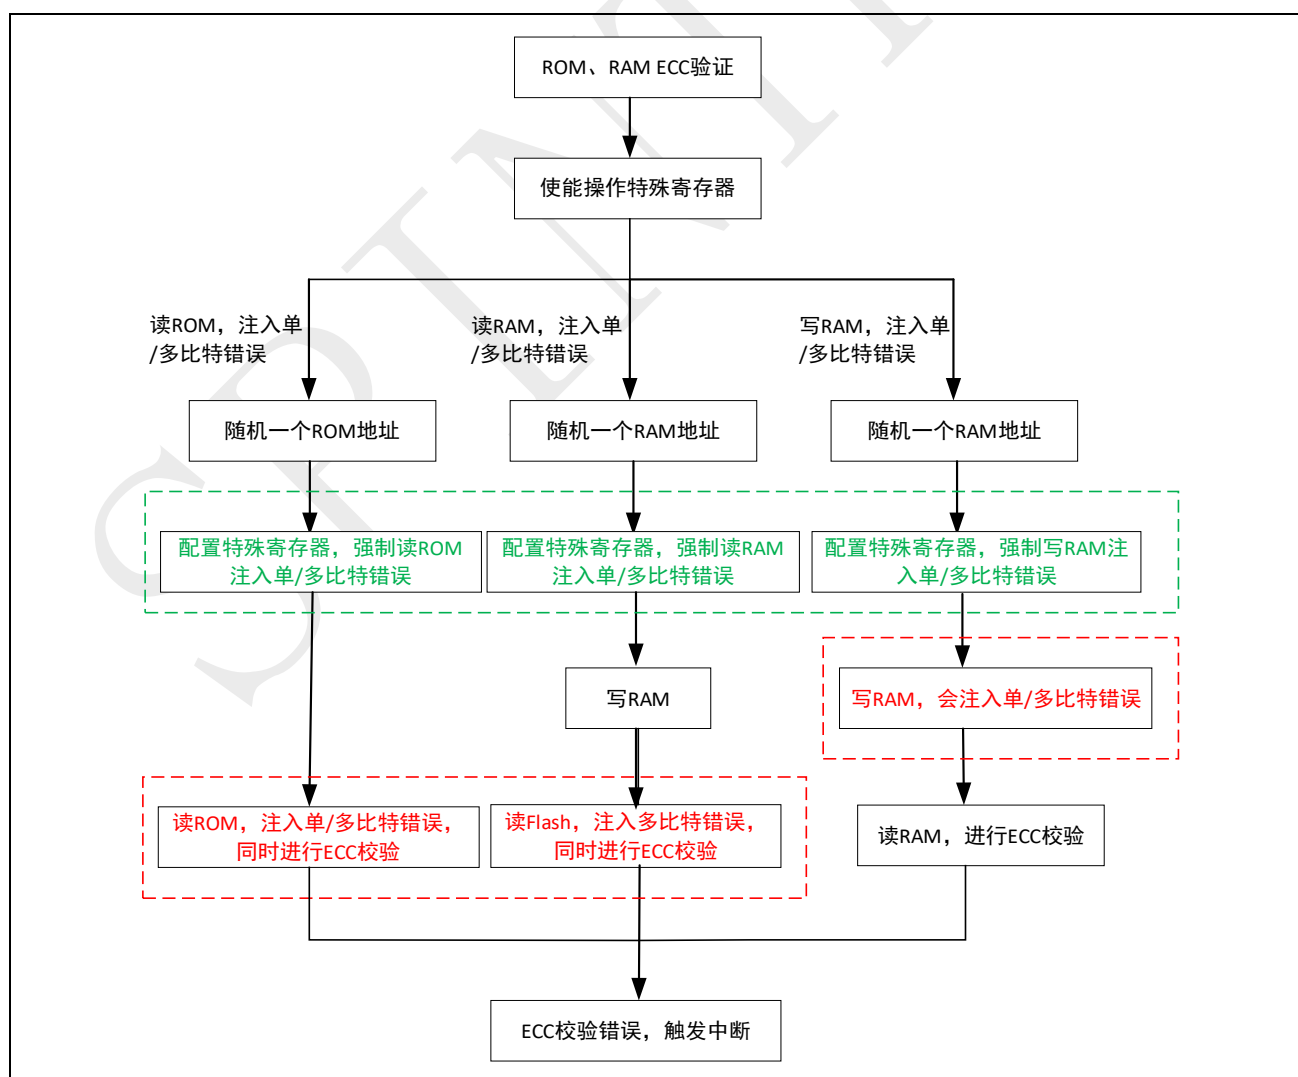 ROM、RAM ECC验证
使能操作特殊寄存器
读ROM，注入单
/多比特错误
读RAM，注入单
/多比特错误
写RAM，注入单
/多比特错误
随机一个ROM地址
随机一个RAM地址
随机一个RAM地址
配置特殊寄存器，强制读ROM
注入单/多比特错误
配置特殊寄存器，强制读RAM
注入单/多比特错误
配置特殊寄存器，强制写RAM注
入单/多比特错误
写RAM
写RAM，会注入单/多比特错误
读ROM，注入单/多比特错误，
同时进行ECC校验
读Flash，注入多比特错误，
同时进行ECC校验
读RAM，进行ECC校验
ECC校验错误，触发中断